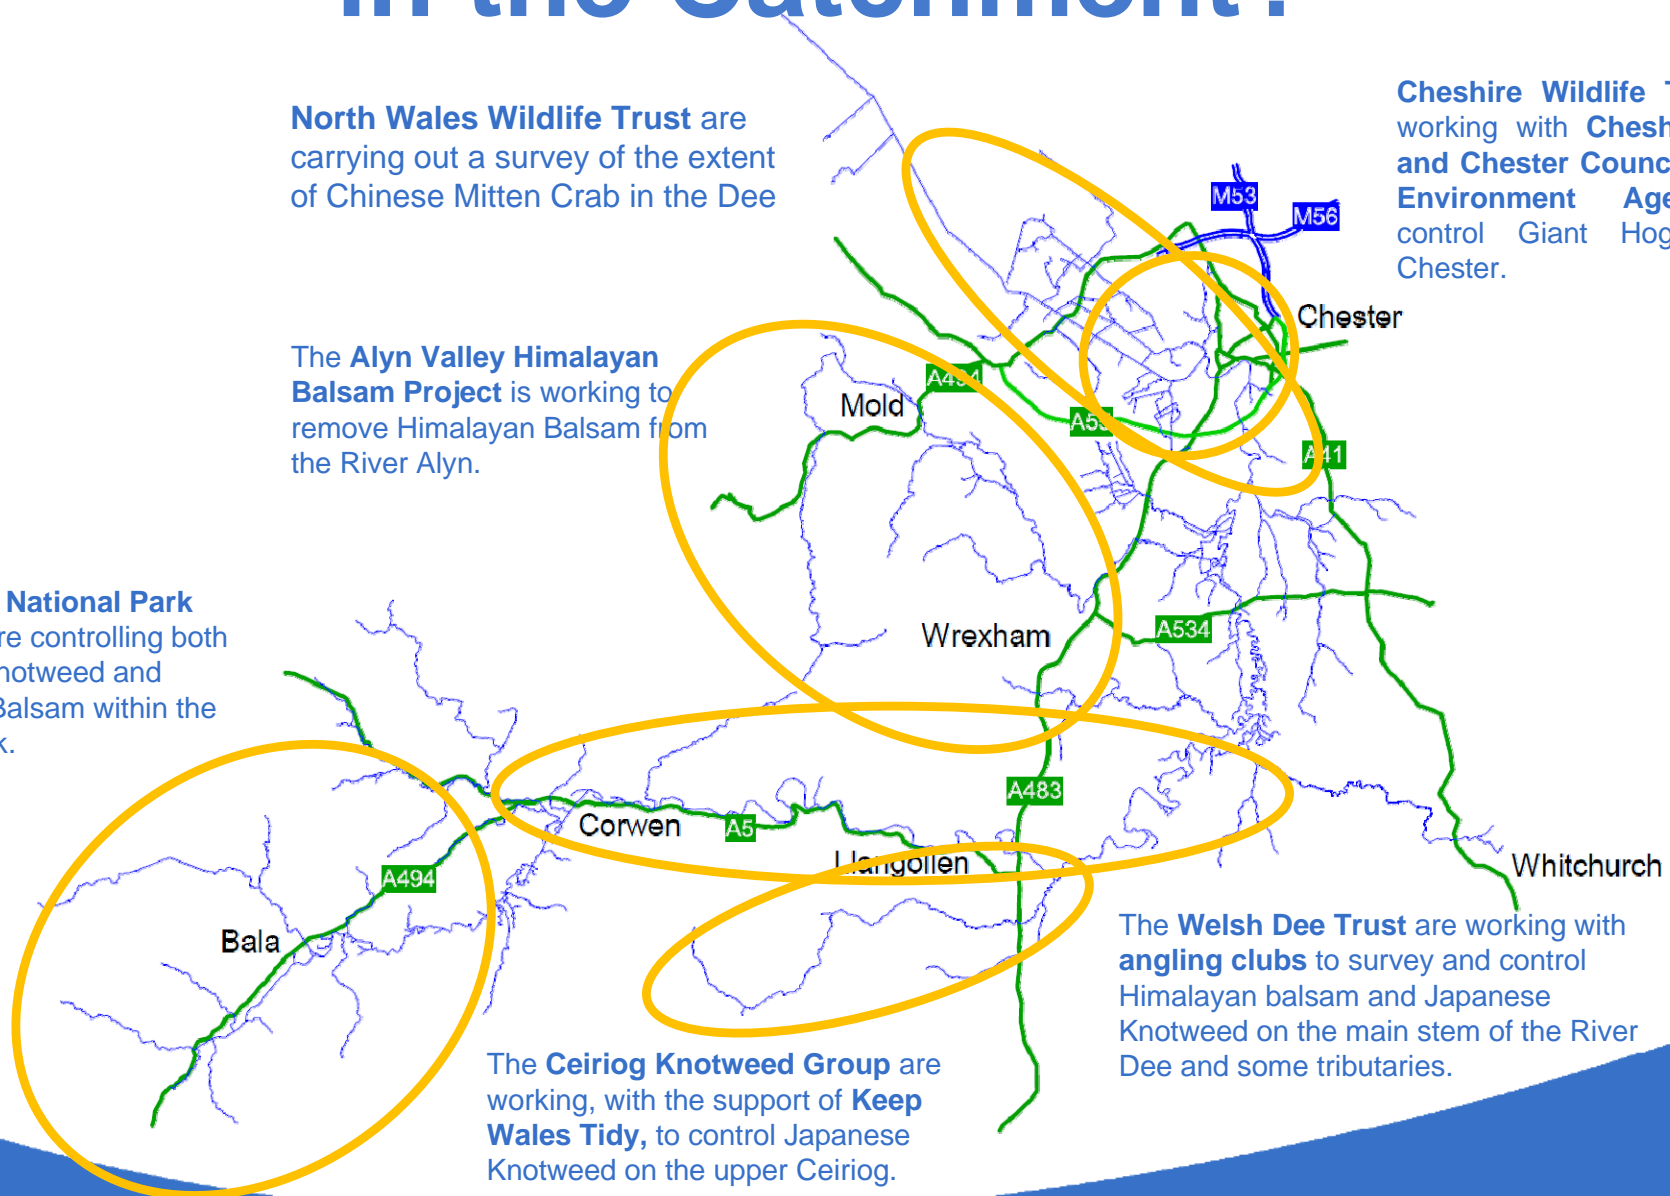 in the Catchment?
North Wales Wildlife Trust are
carrying out a survey of the extent
of Chinese Mitten Crab in the Dee
Cheshire Wildlife T
working with Chesh
and Chester Counc
Environment Age
control Giant Hog
Chester.
M53
M56
Chester
The Alyn Valley Himalayan
Balsam Project is working to
remove Himalayan Balsam from
the River Alyn.
A494
Mold
A55
A41
National Park
re controlling both
notweed and
Balsam within the
k.
Wrexham
A534
A483
Corwen
A5
Llangollen
A494
Bala
Whitchurch
The Welsh Dee Trust are working with
angling clubs to survey and control
Himalayan balsam and Japanese
Knotweed on the main stem of the River
Dee and some tributaries.
The Ceiriog Knotweed Group are
working, with the support of Keep
Wales Tidy, to control Japanese
Knotweed on the upper Ceiriog.